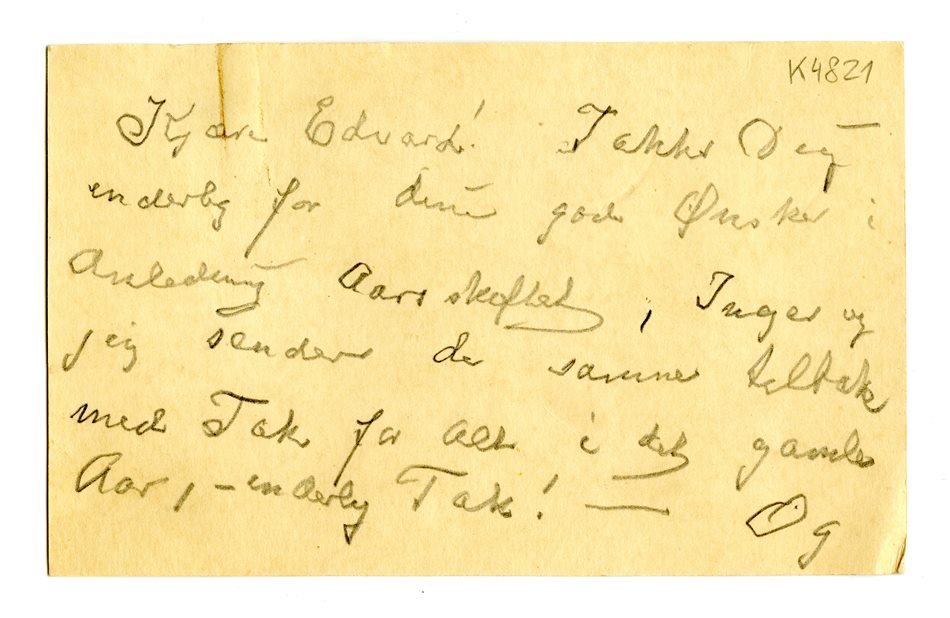 K4821
Kjære Edvard! Takker Dig
inderlig for dine gode Ønsker i
Anledning Aarsskiftet, Inger og
jeg sender de samme tilbake
med Tak for alt i det gamle
Aar, – inderlig Tak! — Og